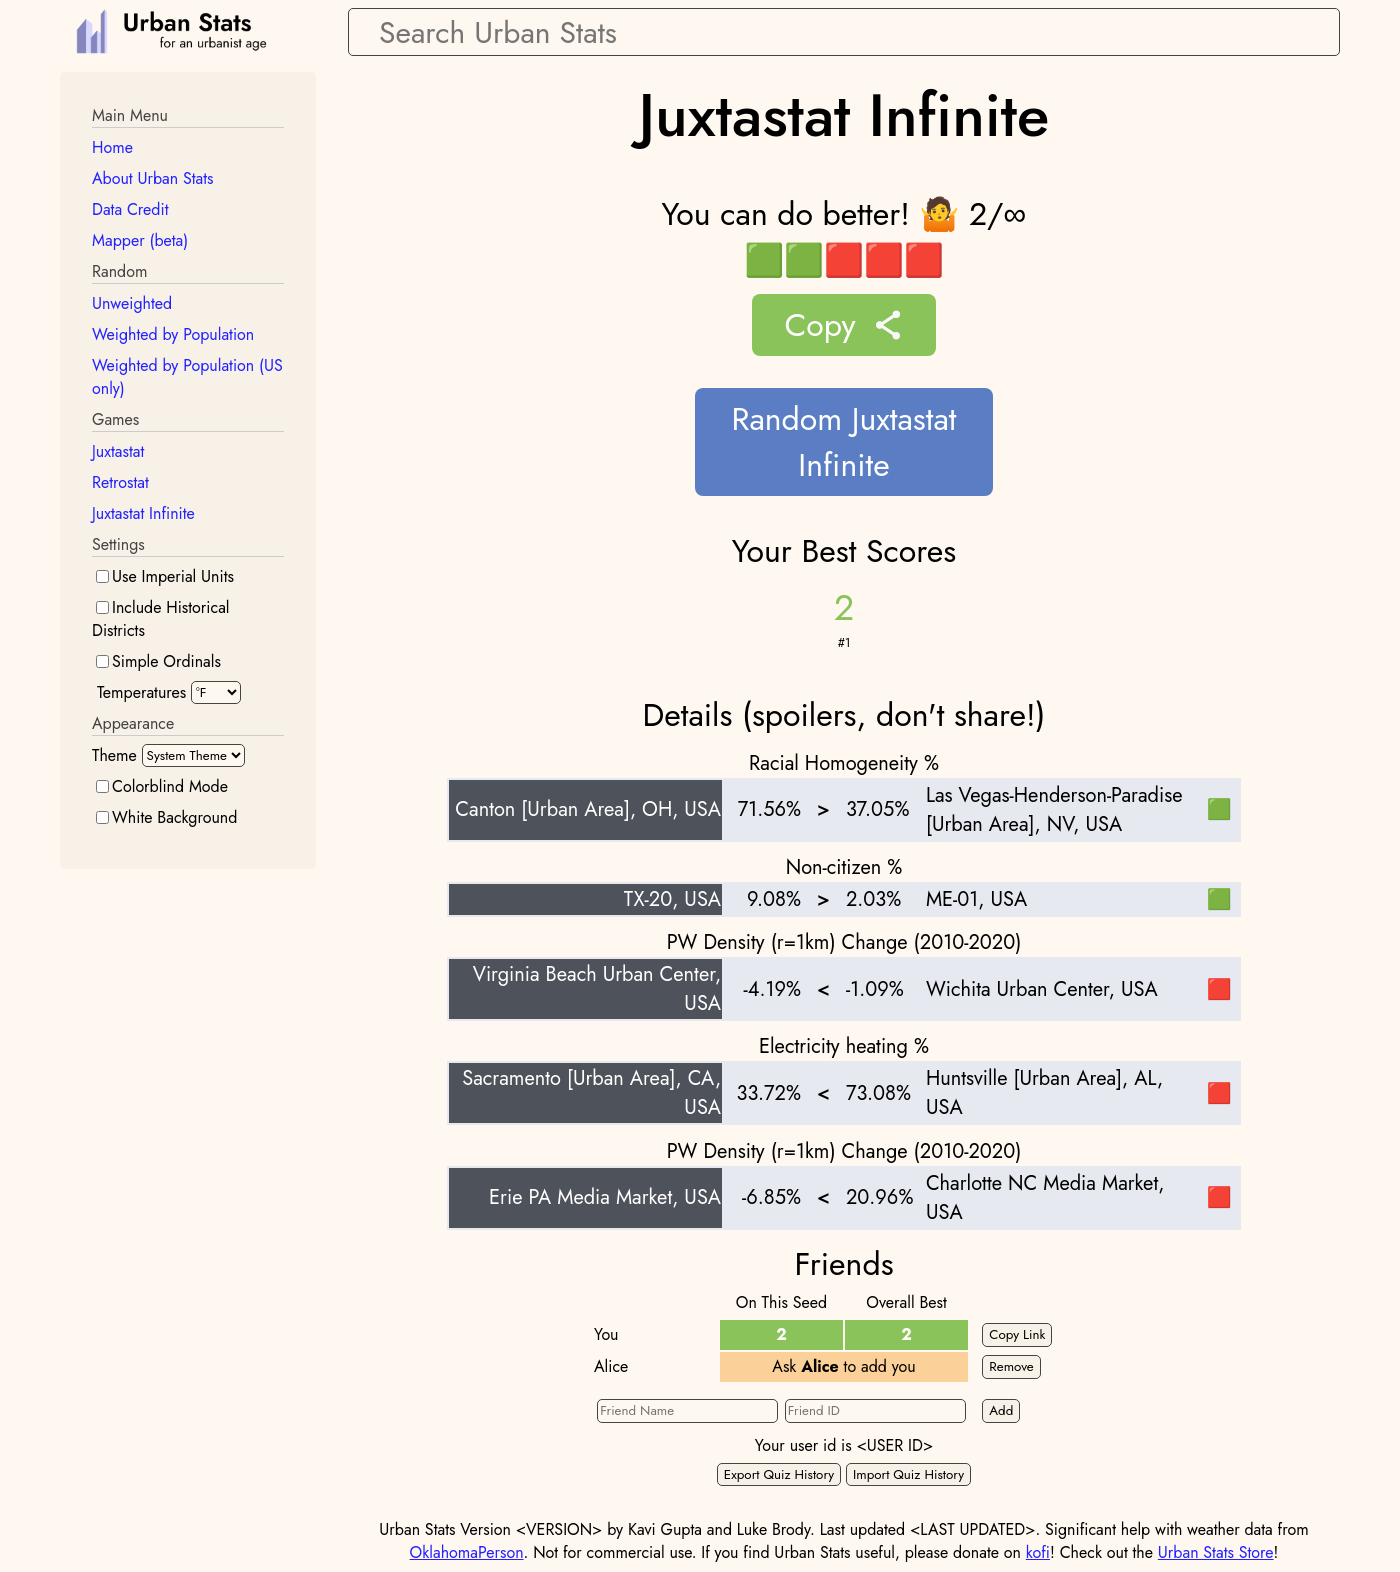 Urban Stats
for an urbanist age
Search Urban Stats
Main Menu
Home
About Urban Stats
Data Credit
Mapper (beta)
Random
Unweighted
Weighted by Population
Weighted by Population (US
only)
Games
Juxtastat
Retrostat
Juxtastat Infinite
Settings
Use Imperial Units
Include Historical
Districts
Simple Ordinals
Temperatures °F
Appearance
Theme System Theme
Colorblind Mode
White Background
Juxtastat Infinite
You can do better! 🤷 2/∞
🟩🟩🟥🟥🟥
Copy
Random Juxtastat
Infinite
Your Best Scores
2
#1
Details (spoilers, don't share!)
Racial Homogeneity %
Canton [Urban Area], OH, USA 71.56% > 37.05% Las Vegas-Henderson-Paradise
[Urban Area], NV, USA 🟩
Non-citizen %
TX-20, USA 9.08% > 2.03% ME-01, USA 🟩
PW Density (r=1km) Change (2010-2020)
Virginia Beach Urban Center,
USA -4.19% < -1.09% Wichita Urban Center, USA 🟥
Electricity heating %
Sacramento [Urban Area], CA,
USA 33.72% < 73.08% Huntsville [Urban Area], AL,
USA 🟥
PW Density (r=1km) Change (2010-2020)
Erie PA Media Market, USA -6.85% < 20.96% Charlotte NC Media Market,
USA 🟥
Friends
On This Seed Overall Best
You 2 2 Copy Link
Alice Ask Alice to add you Remove
Friend Name Friend ID Add
Your user id is <USER ID>
Export Quiz History Import Quiz History
Urban Stats Version <VERSION> by Kavi Gupta and Luke Brody. Last updated <LAST UPDATED>. Significant help with weather data from
OklahomaPerson. Not for commercial use. If you find Urban Stats useful, please donate on kofi! Check out the Urban Stats Store!